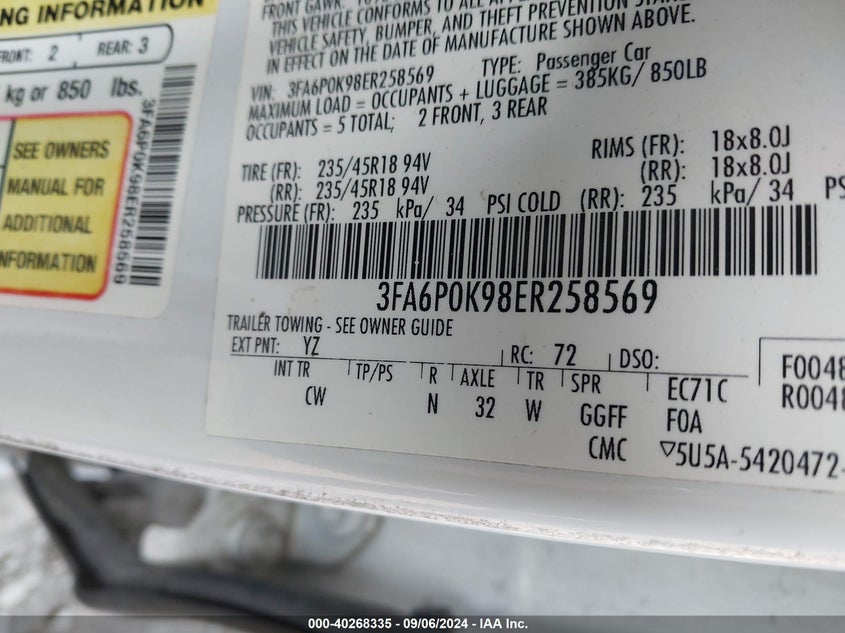 NG INFORMATION
FRONT: 2 REAR: 3
kg or 850 lbs.
SEE OWNERS
MANUAL FOR
ADDITIONAL
INFORMATION
3FA6P0K98ER258569
FRONT GAWR:
THIS VEHICLE CONFORMS TO ALL
VEHICLE SAFETY, BUMPER, AND THEFT PREVENTION
IN EFFECT ON THE DATE OF MANUFACTURE SHOWN ABOVE.
VIN: 3FA6P0K98ER258569 TYPE: Passenger Car
MAXIMUM LOAD = OCCUPANTS + LUGGAGE = 385KG/ 850LB
OCCUPANTS = 5 TOTAL; 2 FRONT, 3 REAR
TIRE (FR): 235/45R18 94V RIMS (FR): 18x8.0J
(RR): 235/45R18 94V (RR): 18x8.0J
PRESSURE (FR): 235 kPa/ 34 PSI COLD (RR): 235 kPa/ 34 PS
3FA6P0K98ER258569
TRAILER TOWING - SEE OWNER GUIDE
EXT PNT: YZ RC: 72 DSO:
INT TR TP/PS R AXLE TR SPR EC71C F0048
CW N 32 W GGFF F0A R0048
CMC ▽5U5A-5420472-
000-40268335 - 09/06/2024 - IAA Inc.